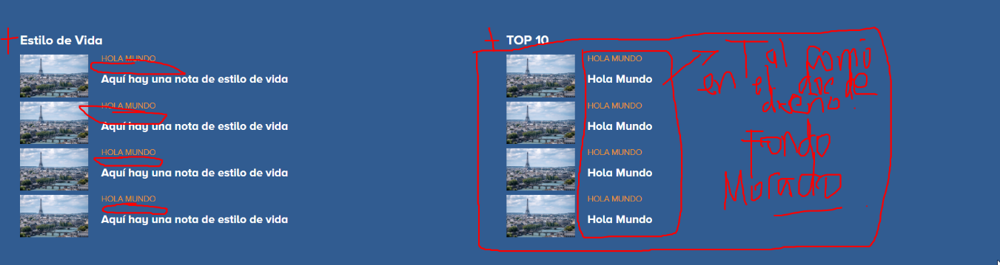 Estilo de Vida
HOLA MUNDO
Aquí hay una nota de estilo de vida
HOLA MUNDO
Aquí hay una nota de estilo de vida
HOLA MUNDO
Aquí hay una nota de estilo de vida
HOLA MUNDO
Aquí hay una nota de estilo de vida
TOP 10
HOLA MUNDO
Hola Mundo
HOLA MUNDO
Hola Mundo
HOLA MUNDO
Hola Mundo
HOLA MUNDO
Hola Mundo
Tal como
en el doc de
diseño
Fondo
Morado